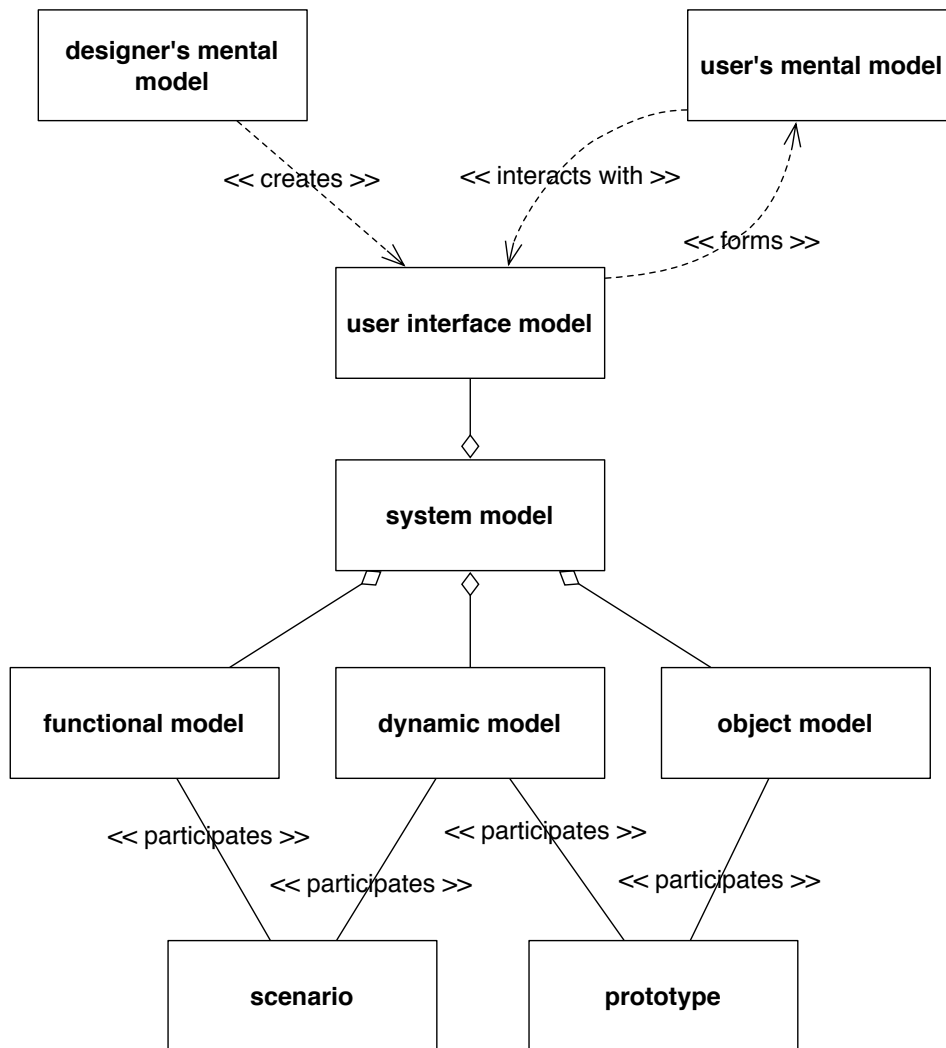 designer's mental
model
user's mental model
<< creates >>
<< interacts with >>
<< forms >>
user interface model
system model
functional model
dynamic model
object model
<< participates >>
<< participates >>
<< participates >>
<< participates >>
scenario
prototype